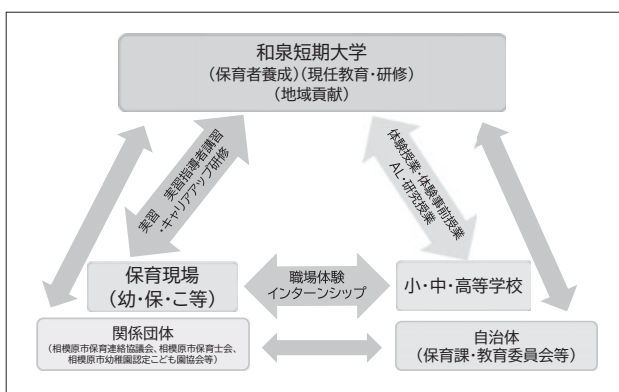 和泉短期大学
(保育者養成)(現任教育・研修)
(地域貢献)
実習 実習指導者講習
・キャリアアップ研修
体験授業・体験事前授業
AL・研究授業
保育現場
(幼・保・こ等)
職場体験
インターンシップ
小・中・高等学校
関係団体
(相模原市保育連絡協議会、相模原市保育士会、
相模原市幼稚園認定こども園協会等)
自治体
(保育課・教育委員会等)